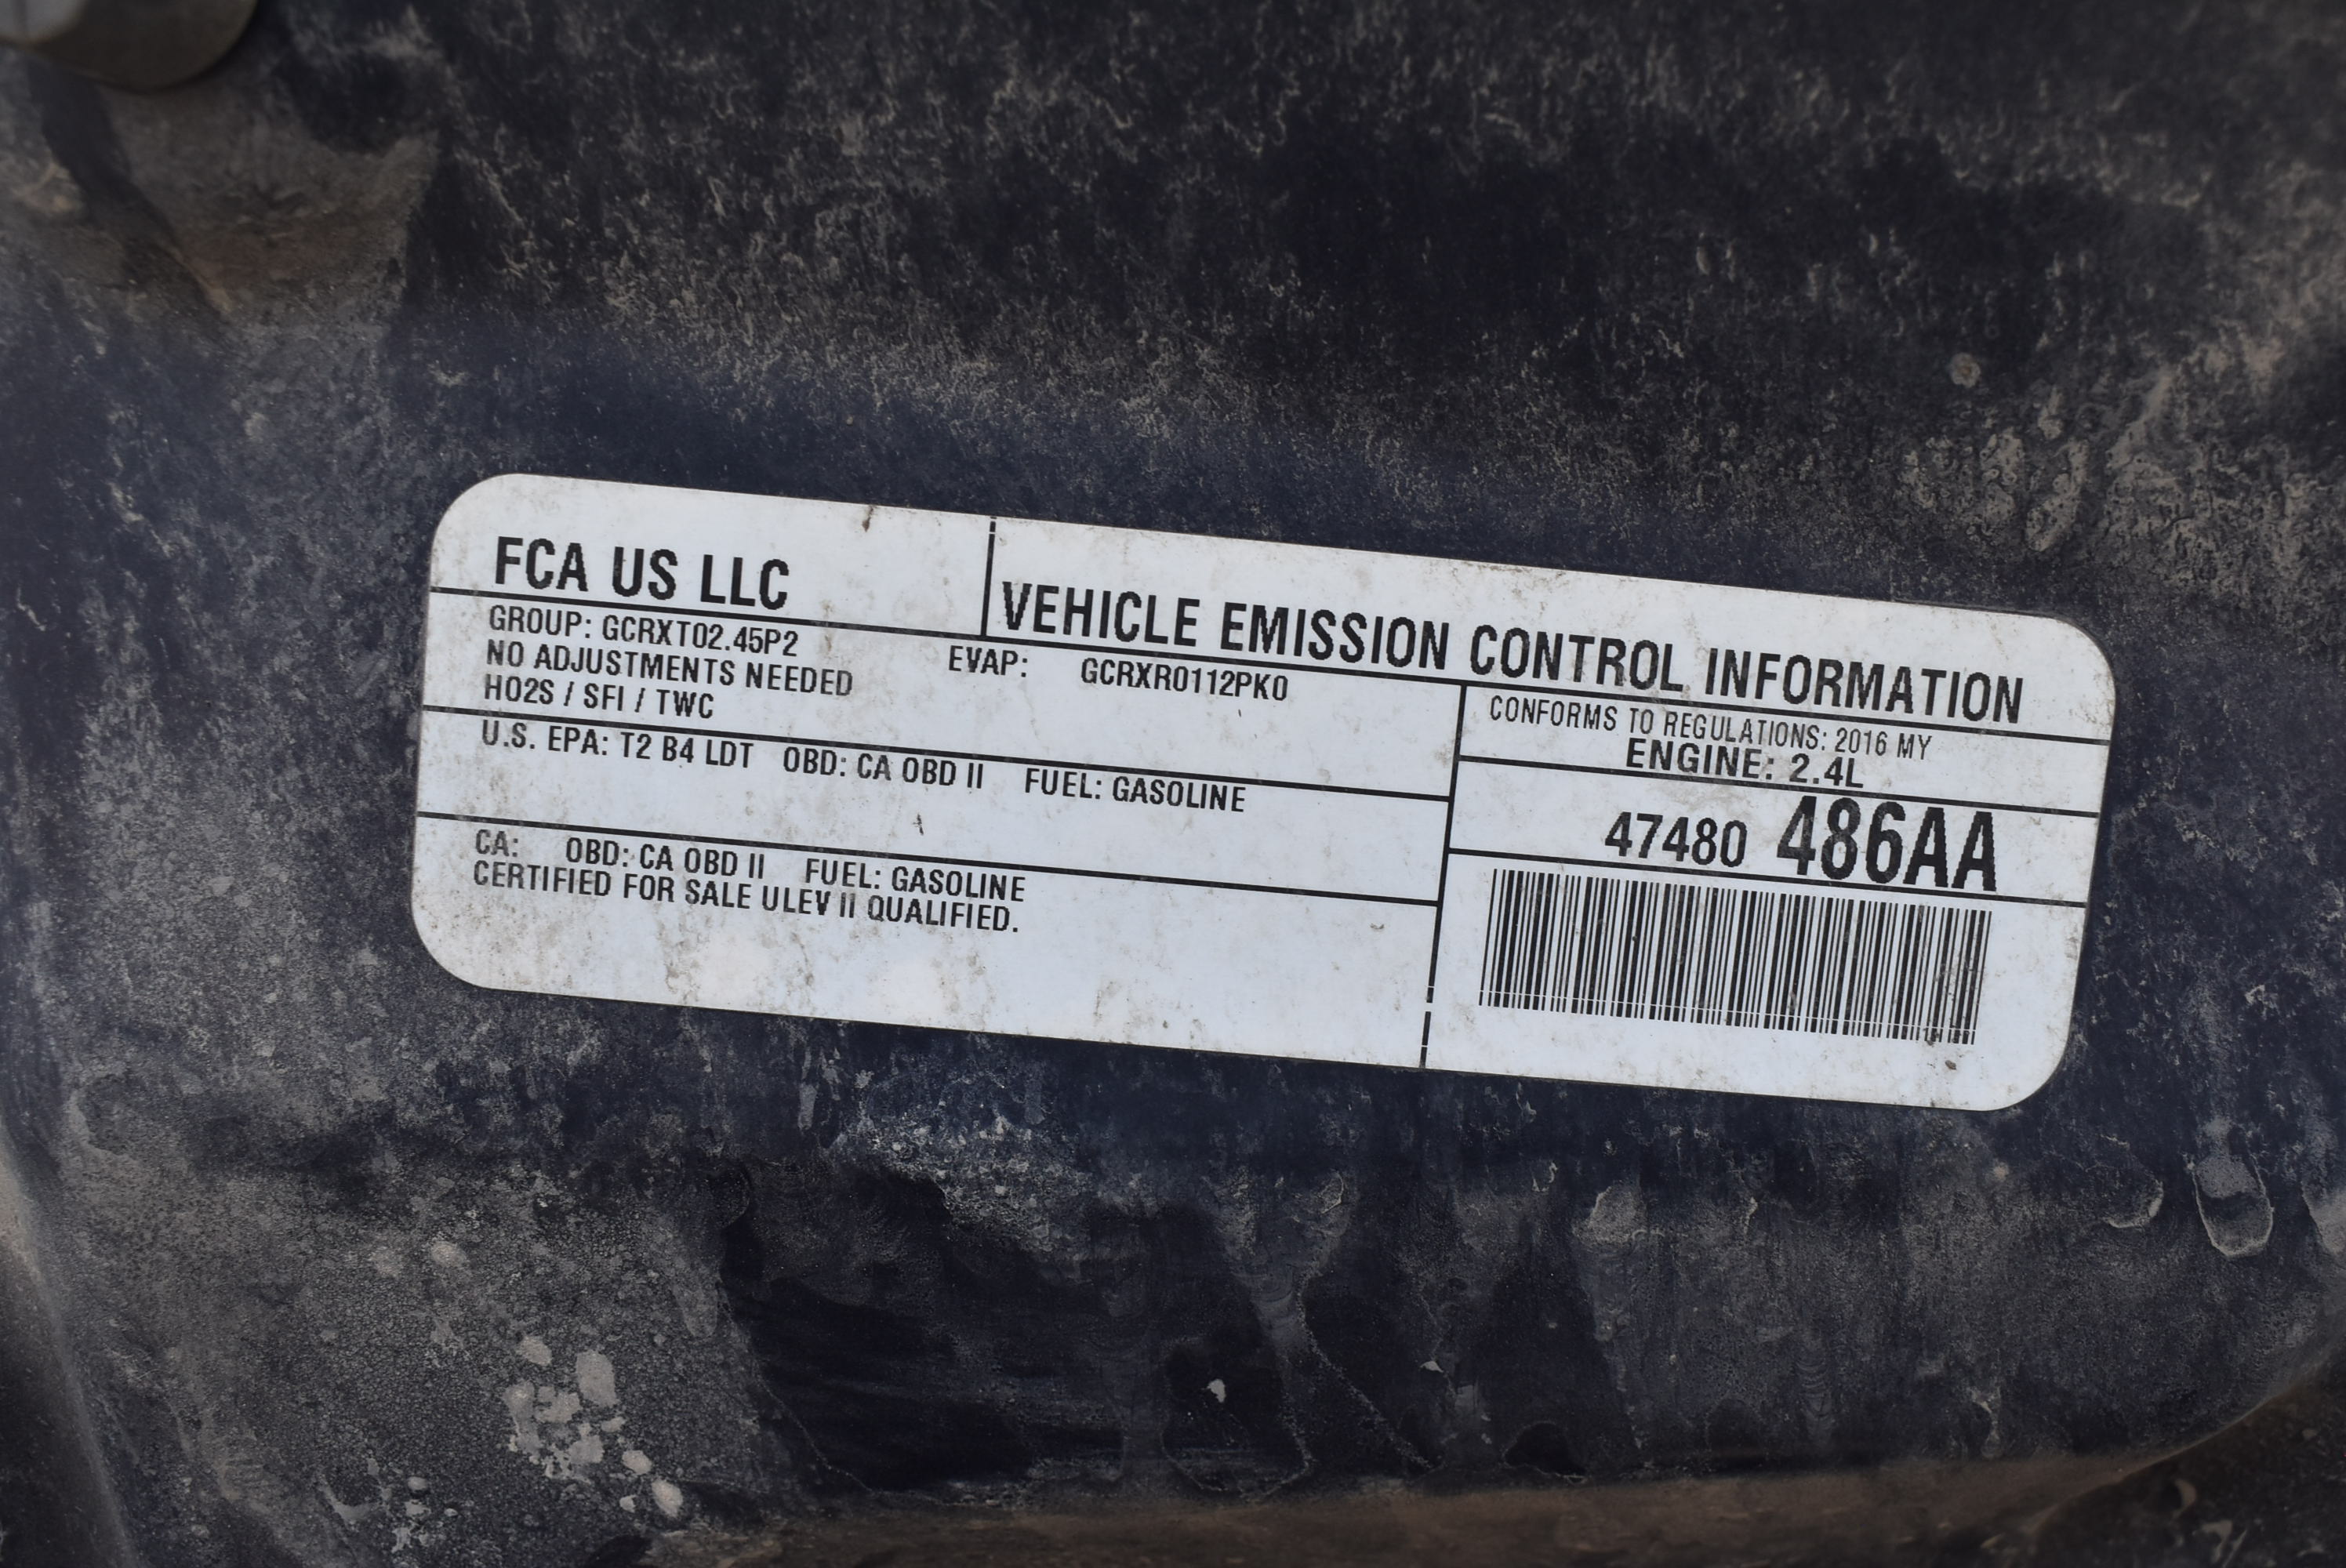 FCA US LLC
VEHICLE EMISSION CONTROL INFORMATION
GROUP: GCRXT02.45P2
EVAP: GCRXR0112PK0
NO ADJUSTMENTS NEEDED
HO2S / SFI / TWC
CONFORMS TO REGULATIONS: 2016 MY
ENGINE: 2.4L
U.S. EPA: T2 B4 LDT OBD: CA OBD II FUEL: GASOLINE
47480 486AA
CA: OBD: CA OBD II FUEL: GASOLINE
CERTIFIED FOR SALE ULEV II QUALIFIED.